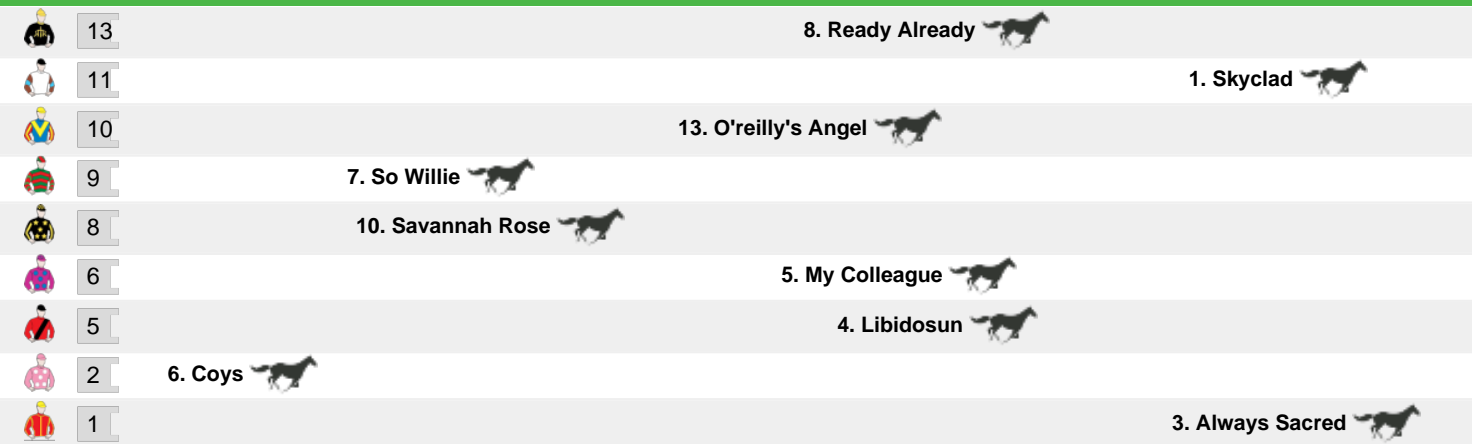 13 8. Ready Already
11 1. Skyclad
10 13. O'reilly's Angel
9 7. So Willie
8 10. Savannah Rose
6 5. My Colleague
5 4. Libidosun
2 6. Coys
1 3. Always Sacred